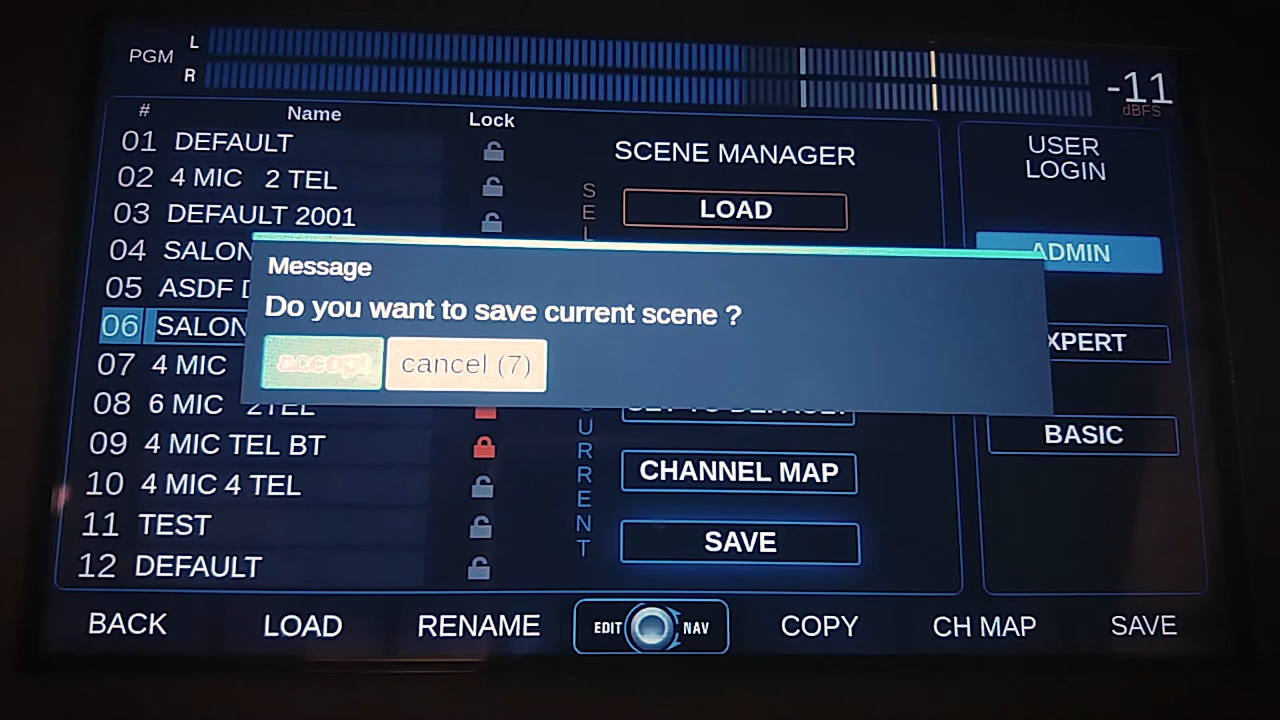 PGM L R -11 dBFS
# Name Lock
01 DEFAULT
02 4 MIC 2 TEL
03 DEFAULT 2001
04 SALON
05 ASDF
06 SALON
07 4 MIC
08 6 MIC 2TEL
09 4 MIC TEL BT
10 4 MIC 4 TEL
11 TEST
12 DEFAULT
SCENE MANAGER
SEL
LOAD
Message
Do you want to save current scene ?
accept cancel (7)
URRENT
CHANNEL MAP
SAVE
USER
LOGIN
ADMIN
XPERT
BASIC
BACK LOAD RENAME EDIT NAV COPY CH MAP SAVE